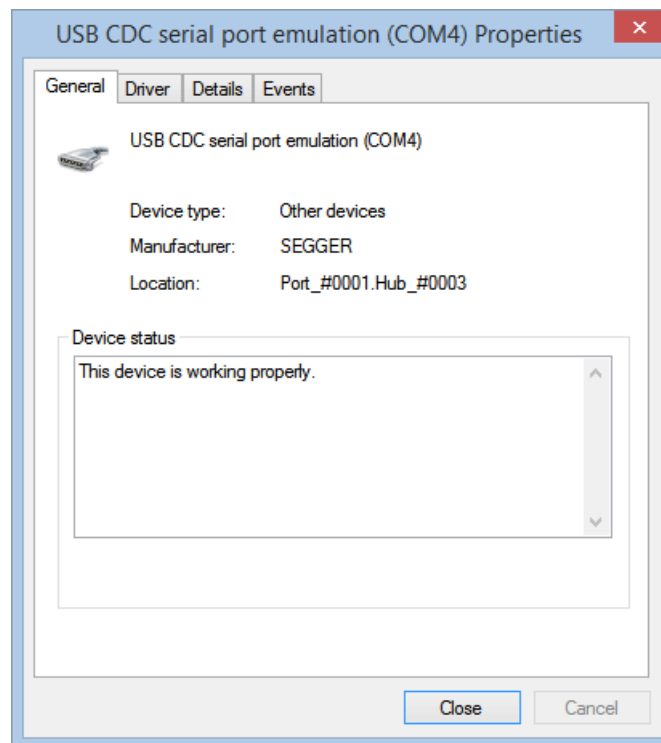 USB CDC serial port emulation (COM4) Properties
General Driver Details Events
USB CDC serial port emulation (COM4)
Device type: Other devices
Manufacturer: SEGGER
Location: Port_#0001.Hub_#0003
Device status
This device is working properly.
Close Cancel